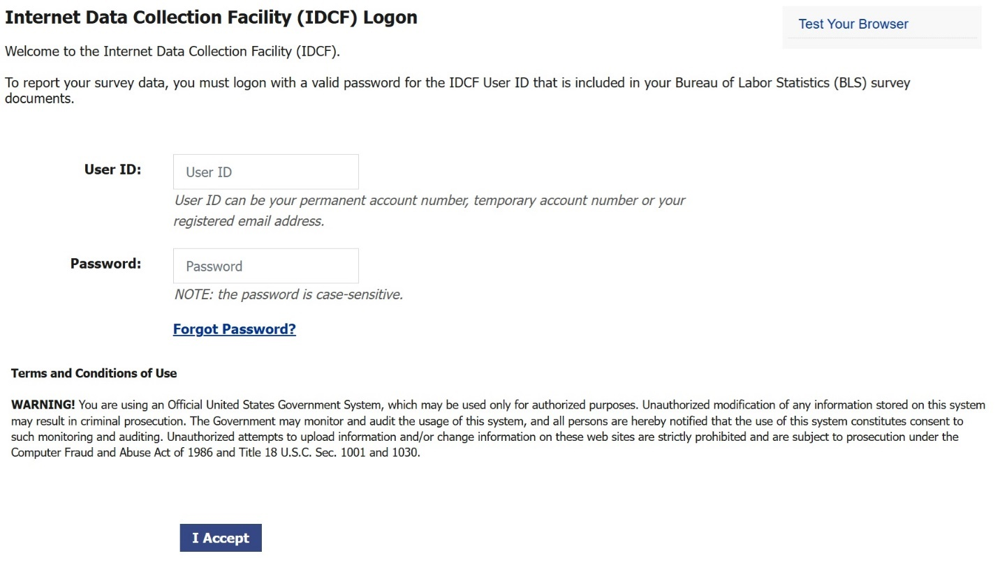 Internet Data Collection Facility (IDCF) Logon
Test Your Browser
Welcome to the Internet Data Collection Facility (IDCF).
To report your survey data, you must logon with a valid password for the IDCF User ID that is included in your Bureau of Labor Statistics (BLS) survey
documents.
User ID:
User ID
User ID can be your permanent account number, temporary account number or your
registered email address.
Password:
Password
NOTE: the password is case-sensitive.
Forgot Password?
Terms and Conditions of Use
WARNING! You are using an Official United States Government System, which may be used only for authorized purposes. Unauthorized modification of any information stored on this system
may result in criminal prosecution. The Government may monitor and audit the usage of this system, and all persons are hereby notified that the use of this system constitutes consent to
such monitoring and auditing. Unauthorized attempts to upload information and/or change information on these web sites are strictly prohibited and are subject to prosecution under the
Computer Fraud and Abuse Act of 1986 and Title 18 U.S.C. Sec. 1001 and 1030.
I Accept